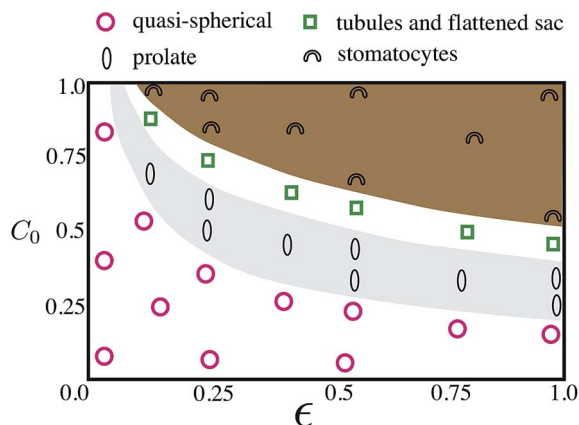 quasi-spherical
tubules and flattened sac
prolate
stomatocytes
1.0
0.75
C₀
0.5
0.25
0.0
0.25
0.5
0.75
1.0
ϵ